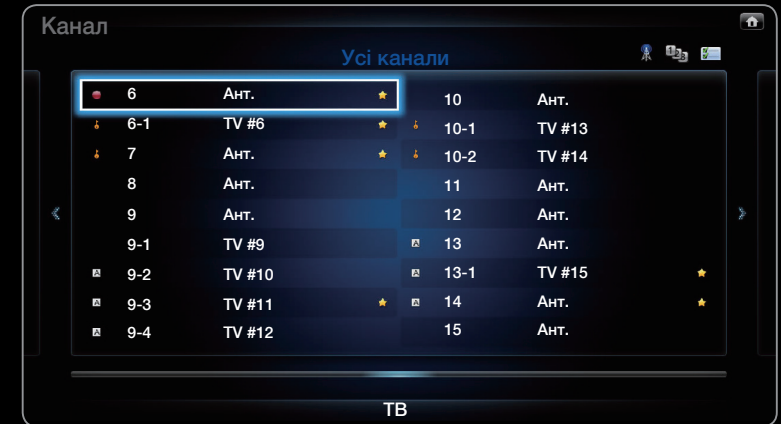 Канал
Усі канали
6 Ант.
6-1 TV #6
7 Ант.
8 Ант.
9 Ант.
9-1 TV #9
A 9-2 TV #10
A 9-3 TV #11
A 9-4 TV #12
10 Ант.
10-1 TV #13
10-2 TV #14
11 Ант.
12 Ант.
A 13 Ант.
A 13-1 TV #15
A 14 Ант.
15 Ант.
ТВ